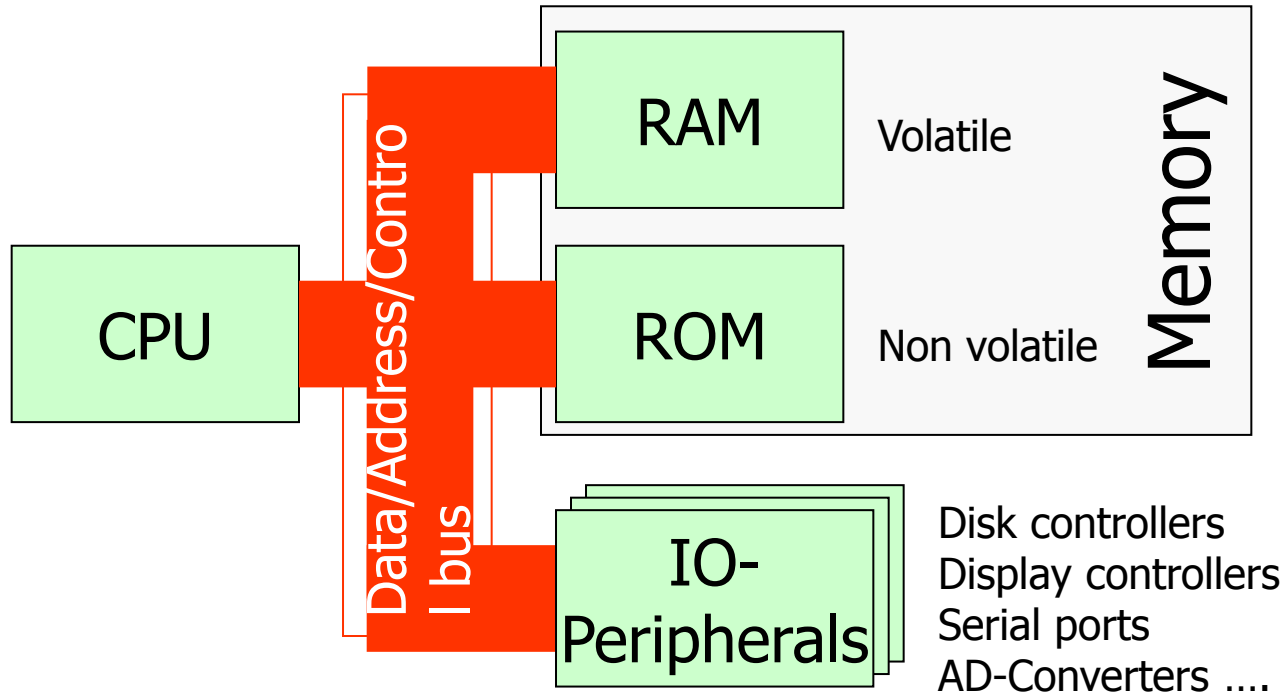 CPU
Data/Address/Contro
l bus
RAM
Volatile
ROM
Non volatile
Memory
IO-
Peripherals
Disk controllers
Display controllers
Serial ports
AD-Converters ....